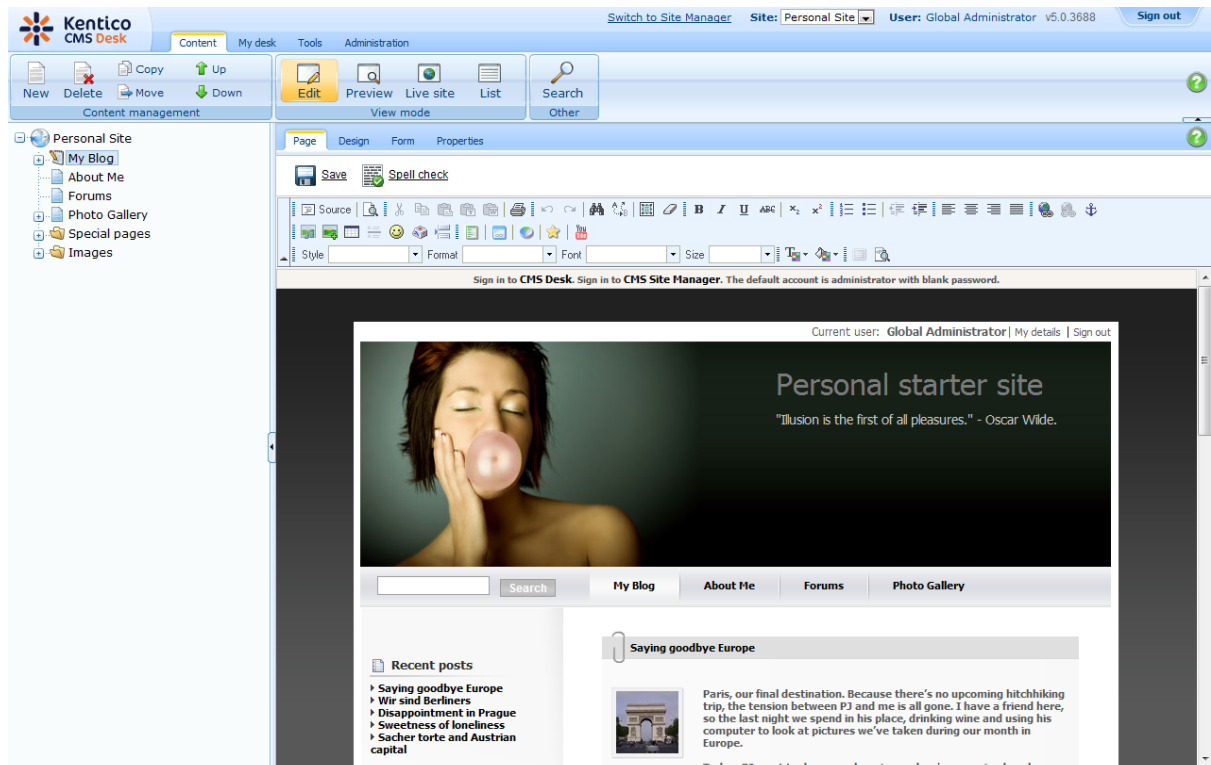 Kentico
CMS Desk
Switch to Site Manager Site: Personal Site User: Global Administrator v5.0.3688 Sign out
Content My desk Tools Administration
New Delete Copy Move Up Down
Content management
Edit Preview Live site List
View mode
Search
Other
Personal Site
My Blog
About Me
Forums
Photo Gallery
Special pages
Images
Page Design Form Properties
Save Spell check
Source
Style Format Font Size
Sign in to CMS Desk. Sign in to CMS Site Manager. The default account is administrator with blank password.
Current user: Global Administrator | My details | Sign out
Personal starter site
"Illusion is the first of all pleasures." - Oscar Wilde.
Search My Blog About Me Forums Photo Gallery
Recent posts
Saying goodbye Europe
Wir sind Berliners
Disappointment in Prague
Sweetness of loneliness
Sacher torte and Austrian
capital
Saying goodbye Europe
Paris, our final destination. Because there's no upcoming hitchhiking
trip, the tension between PJ and me is all gone. I have a friend here,
so the last night we spend in his place, drinking wine and using his
computer to look at pictures we've taken during our month in
Europe.